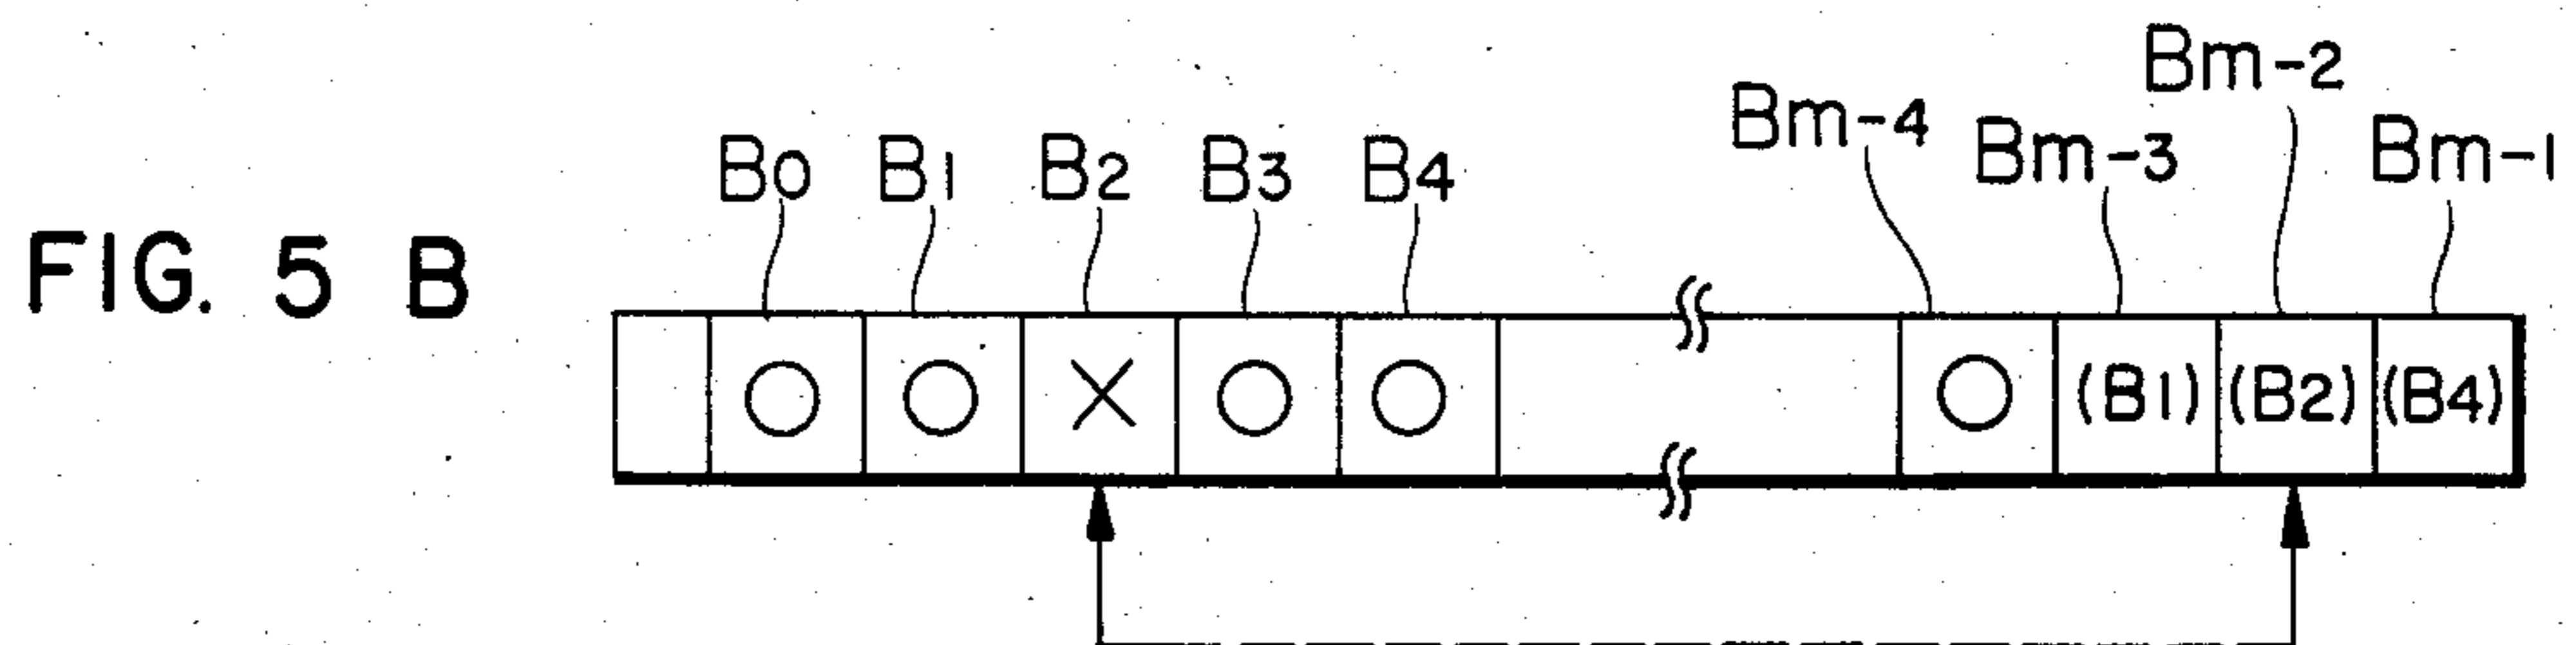 Bm-2
Bm-4
Bm-3
Bm-1
B0 B1 B2 B3 B4
FIG. 5 B
○ ○ × ○ ○ ○ (B1) (B2) (B4)